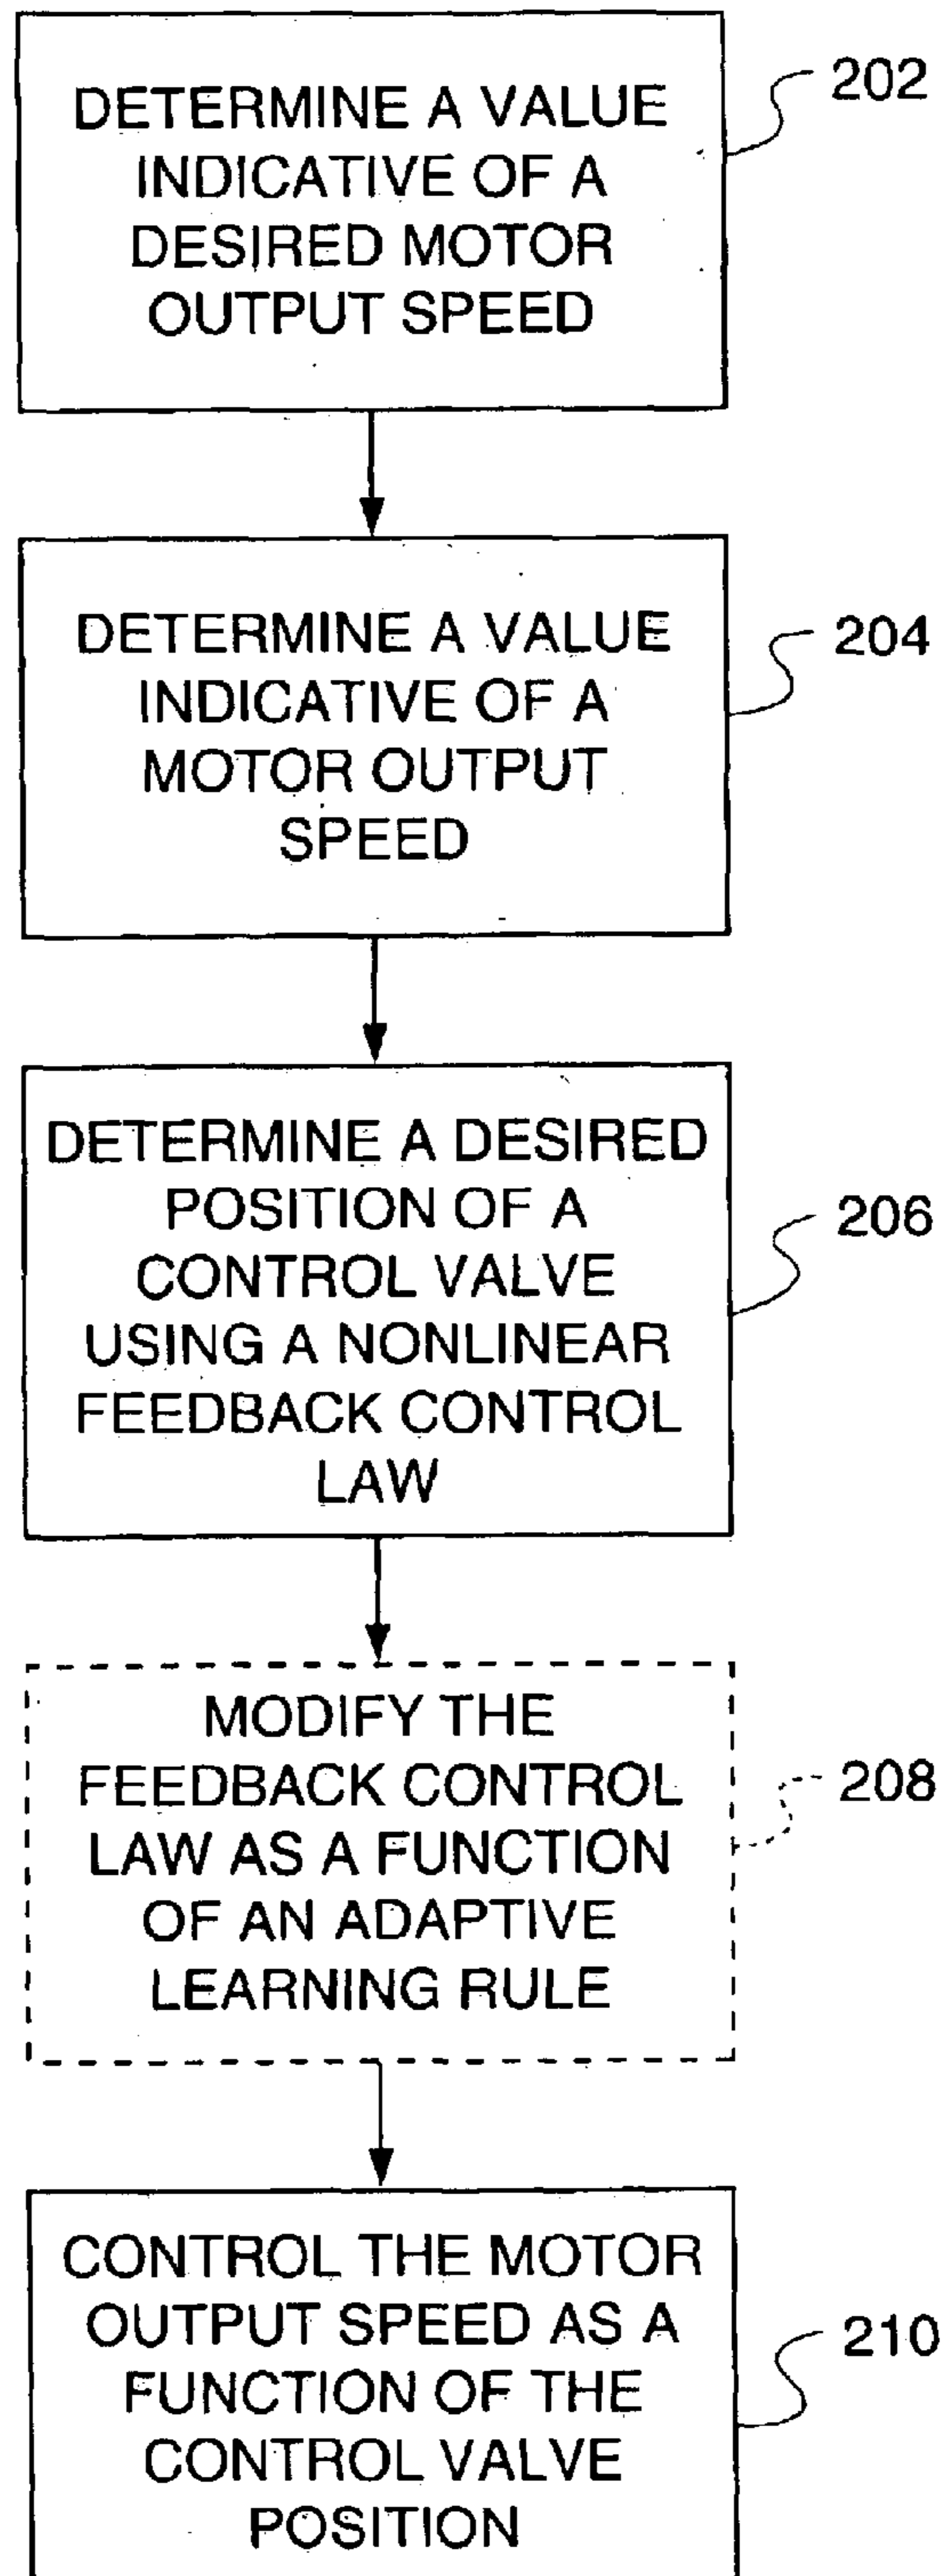 DETERMINE A VALUE
INDICATIVE OF A
DESIRED MOTOR
OUTPUT SPEED
202
DETERMINE A VALUE
INDICATIVE OF A
MOTOR OUTPUT
SPEED
204
DETERMINE A DESIRED
POSITION OF A
CONTROL VALVE
USING A NONLINEAR
FEEDBACK CONTROL
LAW
206
MODIFY THE
FEEDBACK CONTROL
LAW AS A FUNCTION
OF AN ADAPTIVE
LEARNING RULE
208
CONTROL THE MOTOR
OUTPUT SPEED AS A
FUNCTION OF THE
CONTROL VALVE
POSITION
210